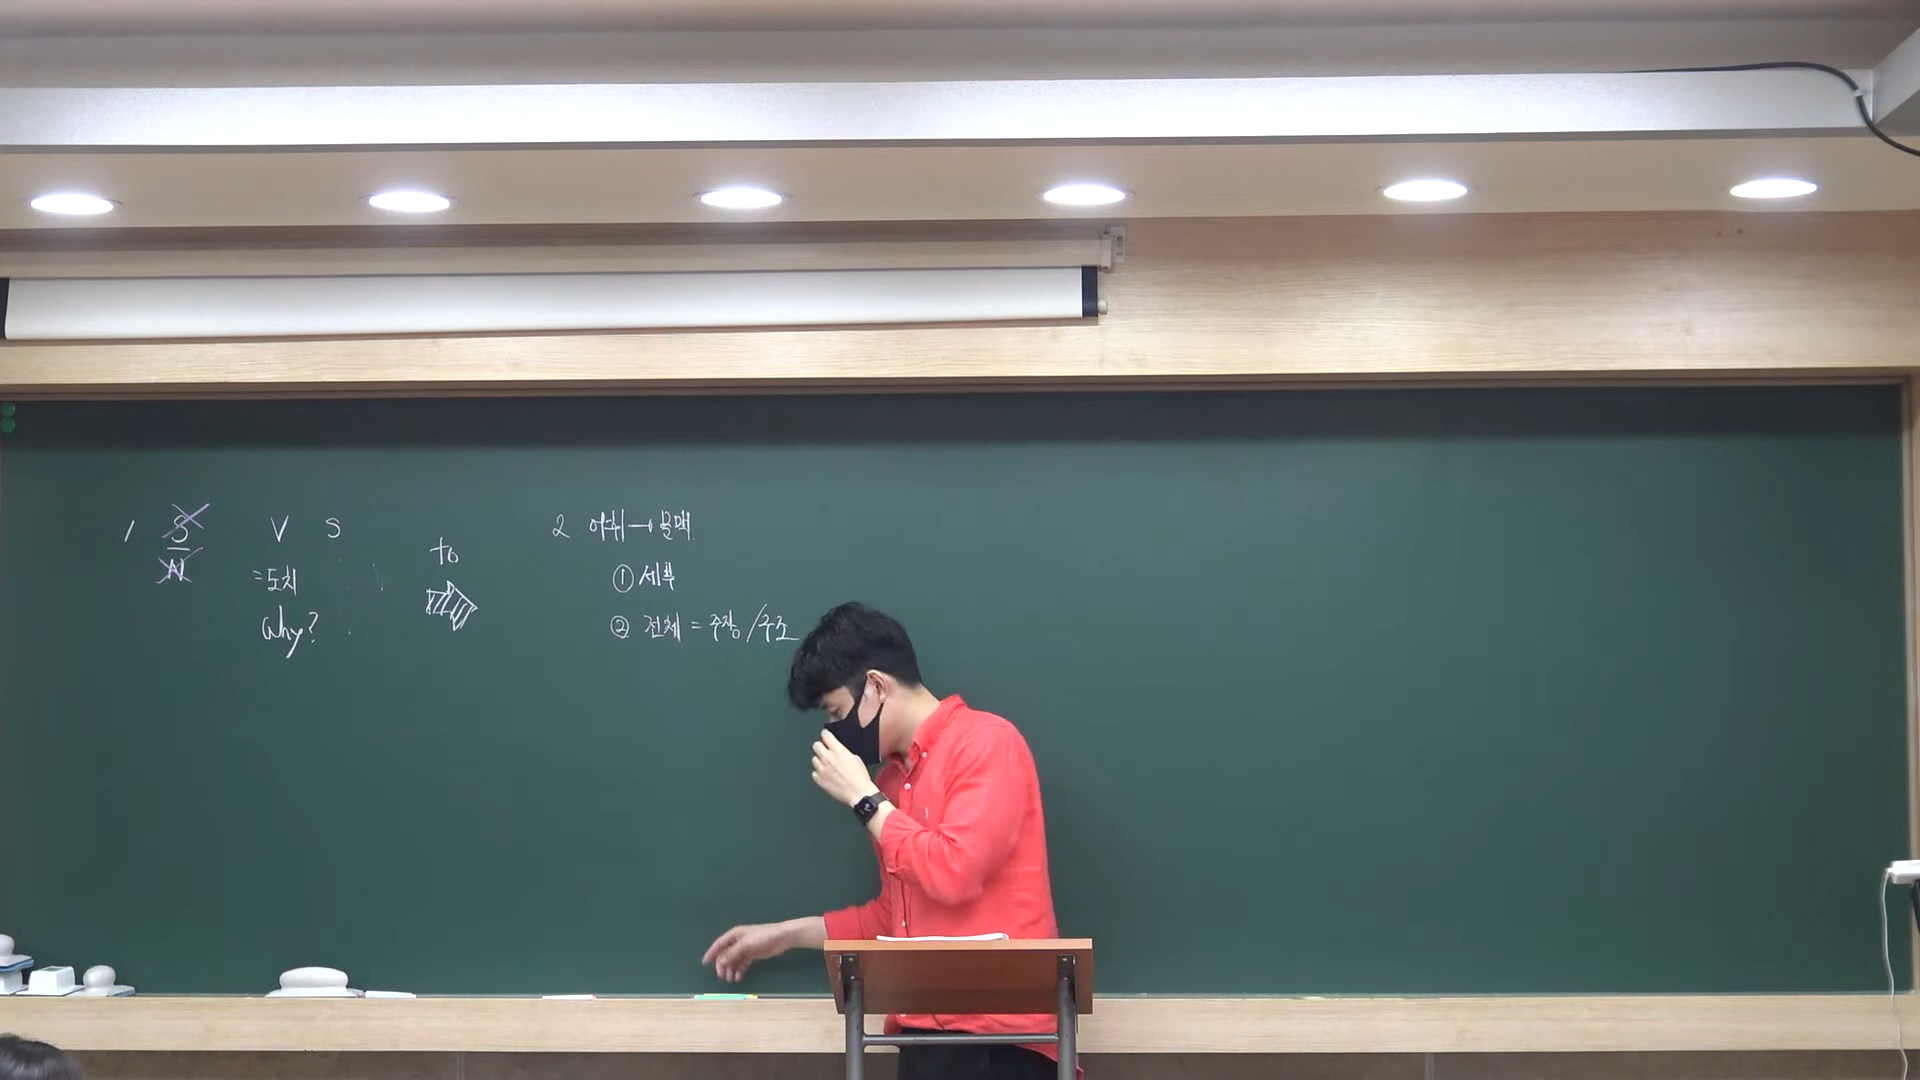 1. S V S
N
=도치
Why?
to
2. 어휘→문맥
① 세부
② 전체 = 주장/구조